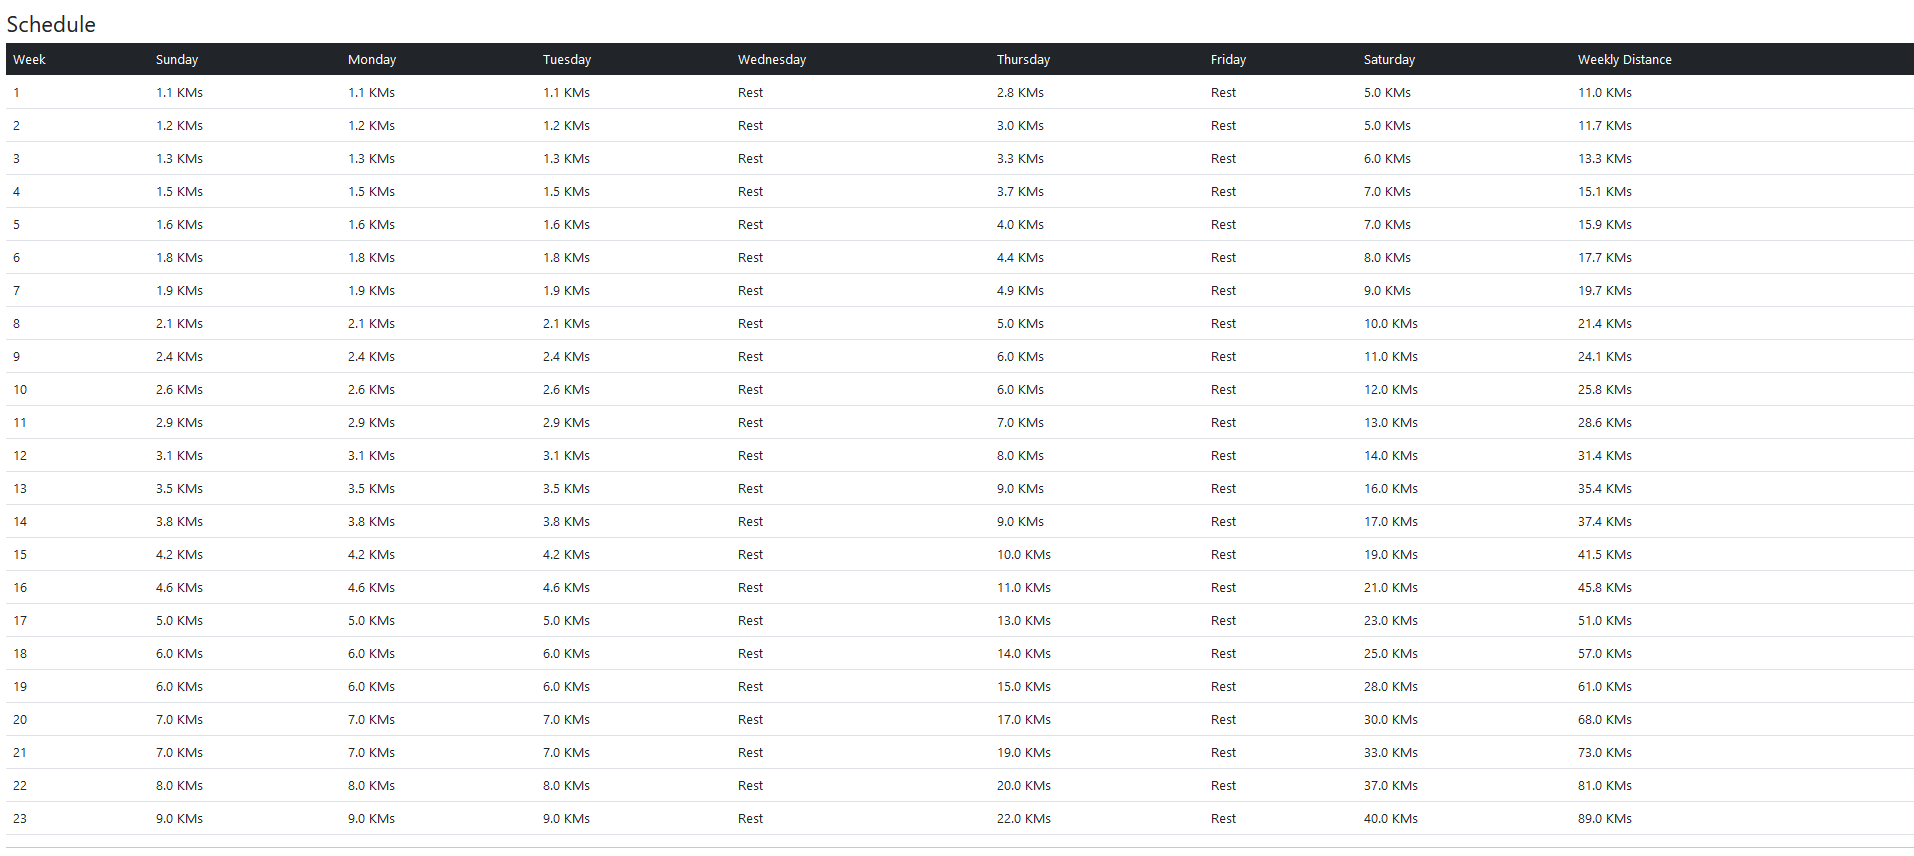 Schedule
Week Sunday Monday Tuesday Wednesday Thursday Friday Saturday Weekly Distance
1 1.1 KMs 1.1 KMs 1.1 KMs Rest 2.8 KMs Rest 5.0 KMs 11.0 KMs
2 1.2 KMs 1.2 KMs 1.2 KMs Rest 3.0 KMs Rest 5.0 KMs 11.7 KMs
3 1.3 KMs 1.3 KMs 1.3 KMs Rest 3.3 KMs Rest 6.0 KMs 13.3 KMs
4 1.5 KMs 1.5 KMs 1.5 KMs Rest 3.7 KMs Rest 7.0 KMs 15.1 KMs
5 1.6 KMs 1.6 KMs 1.6 KMs Rest 4.0 KMs Rest 7.0 KMs 15.9 KMs
6 1.8 KMs 1.8 KMs 1.8 KMs Rest 4.4 KMs Rest 8.0 KMs 17.7 KMs
7 1.9 KMs 1.9 KMs 1.9 KMs Rest 4.9 KMs Rest 9.0 KMs 19.7 KMs
8 2.1 KMs 2.1 KMs 2.1 KMs Rest 5.0 KMs Rest 10.0 KMs 21.4 KMs
9 2.4 KMs 2.4 KMs 2.4 KMs Rest 6.0 KMs Rest 11.0 KMs 24.1 KMs
10 2.6 KMs 2.6 KMs 2.6 KMs Rest 6.0 KMs Rest 12.0 KMs 25.8 KMs
11 2.9 KMs 2.9 KMs 2.9 KMs Rest 7.0 KMs Rest 13.0 KMs 28.6 KMs
12 3.1 KMs 3.1 KMs 3.1 KMs Rest 8.0 KMs Rest 14.0 KMs 31.4 KMs
13 3.5 KMs 3.5 KMs 3.5 KMs Rest 9.0 KMs Rest 16.0 KMs 35.4 KMs
14 3.8 KMs 3.8 KMs 3.8 KMs Rest 9.0 KMs Rest 17.0 KMs 37.4 KMs
15 4.2 KMs 4.2 KMs 4.2 KMs Rest 10.0 KMs Rest 19.0 KMs 41.5 KMs
16 4.6 KMs 4.6 KMs 4.6 KMs Rest 11.0 KMs Rest 21.0 KMs 45.8 KMs
17 5.0 KMs 5.0 KMs 5.0 KMs Rest 13.0 KMs Rest 23.0 KMs 51.0 KMs
18 6.0 KMs 6.0 KMs 6.0 KMs Rest 14.0 KMs Rest 25.0 KMs 57.0 KMs
19 6.0 KMs 6.0 KMs 6.0 KMs Rest 15.0 KMs Rest 28.0 KMs 61.0 KMs
20 7.0 KMs 7.0 KMs 7.0 KMs Rest 17.0 KMs Rest 30.0 KMs 68.0 KMs
21 7.0 KMs 7.0 KMs 7.0 KMs Rest 19.0 KMs Rest 33.0 KMs 73.0 KMs
22 8.0 KMs 8.0 KMs 8.0 KMs Rest 20.0 KMs Rest 37.0 KMs 81.0 KMs
23 9.0 KMs 9.0 KMs 9.0 KMs Rest 22.0 KMs Rest 40.0 KMs 89.0 KMs